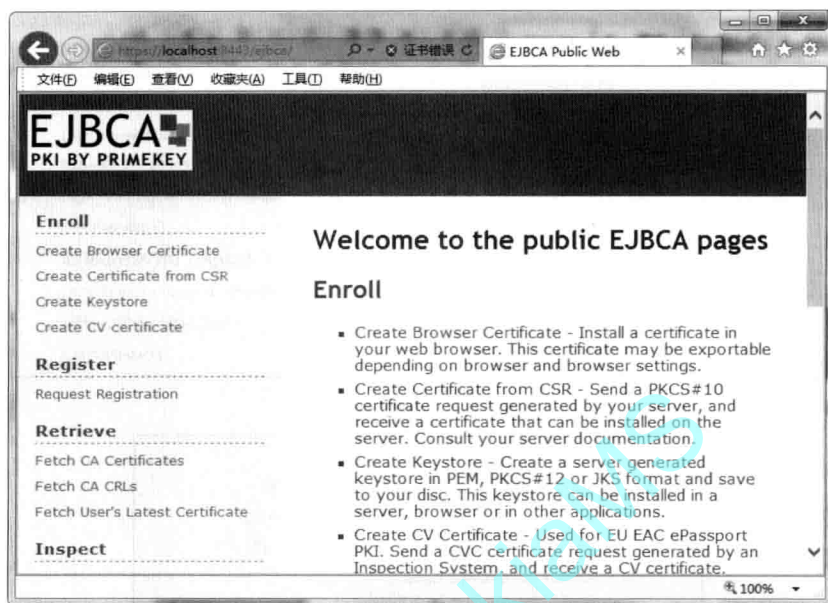 https://localhost:8443/ejbca/
证书错误
EJBCA Public Web
文件(F) 编辑(E) 查看(V) 收藏夹(A) 工具(T) 帮助(H)
EJBCA
PKI BY PRIMEKEY
Enroll
Create Browser Certificate
Create Certificate from CSR
Create Keystore
Create CV certificate
Register
Request Registration
Retrieve
Fetch CA Certificates
Fetch CA CRLs
Fetch User's Latest Certificate
Inspect
Welcome to the public EJBCA pages
Enroll
▪ Create Browser Certificate - Install a certificate in
your web browser. This certificate may be exportable
depending on browser and browser settings.
▪ Create Certificate from CSR - Send a PKCS#10
certificate request generated by your server, and
receive a certificate that can be installed on the
server. Consult your server documentation.
▪ Create Keystore - Create a server generated
keystore in PEM, PKCS#12 or JKS format and save
to your disc. This keystore can be installed in a
server, browser or in other applications.
▪ Create CV Certificate - Used for EU EAC ePassport
PKI. Send a CVC certificate request generated by an
Inspection System, and receive a CV certificate.
100%